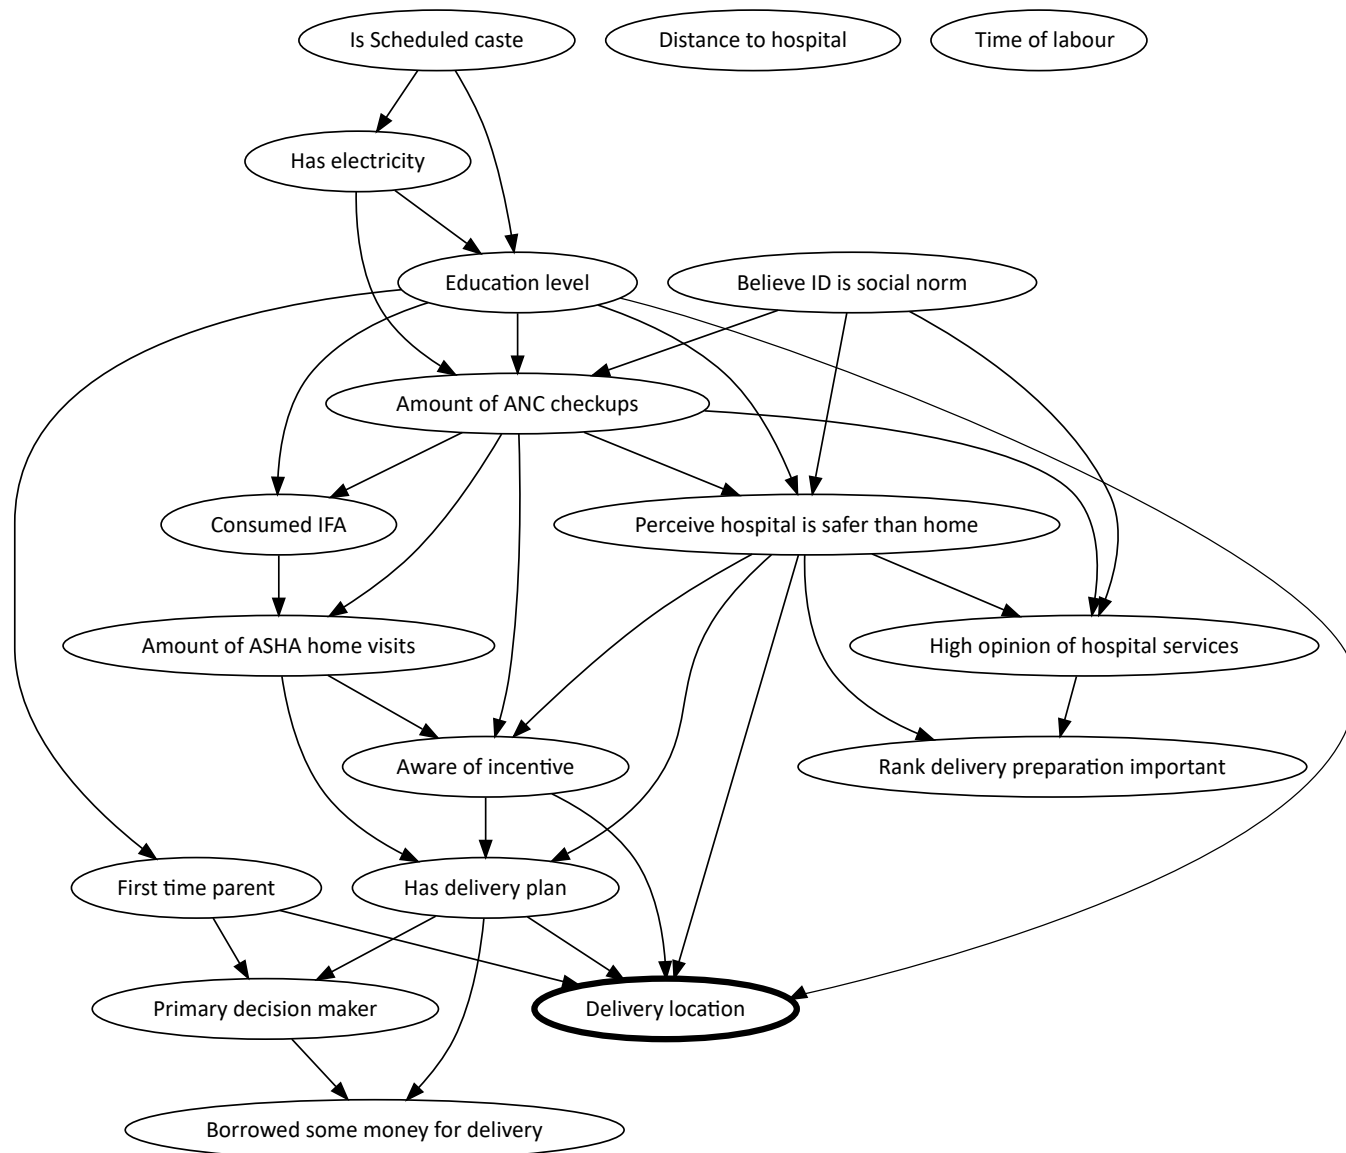 Is Scheduled caste
Distance to hospital
Time of labour
Has electricity
Education level
Believe ID is social norm
Amount of ANC checkups
Consumed IFA
Perceive hospital is safer than home
Amount of ASHA home visits
High opinion of hospital services
Aware of incentive
Rank delivery preparation important
First time parent
Has delivery plan
Primary decision maker
Delivery location
Borrowed some money for delivery